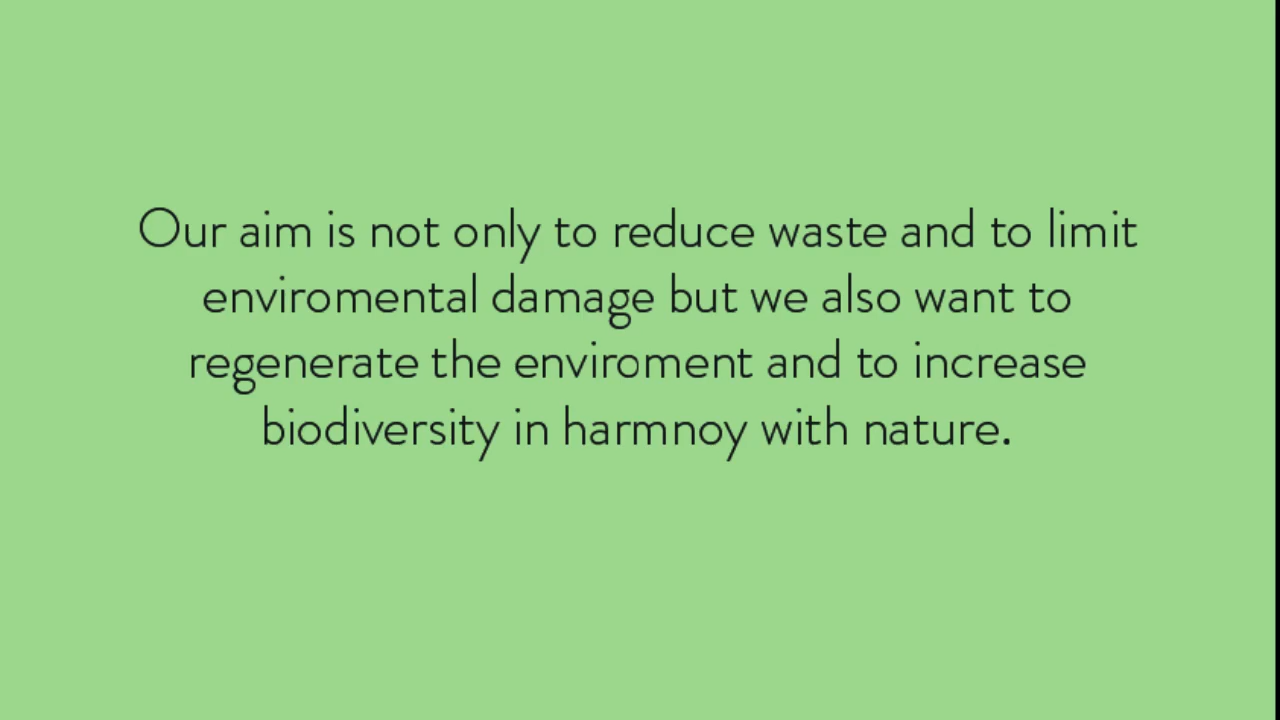 Our aim is not only to reduce waste and to limit
enviromental damage but we also want to
regenerate the enviroment and to increase
biodiversity in harmnoy with nature.